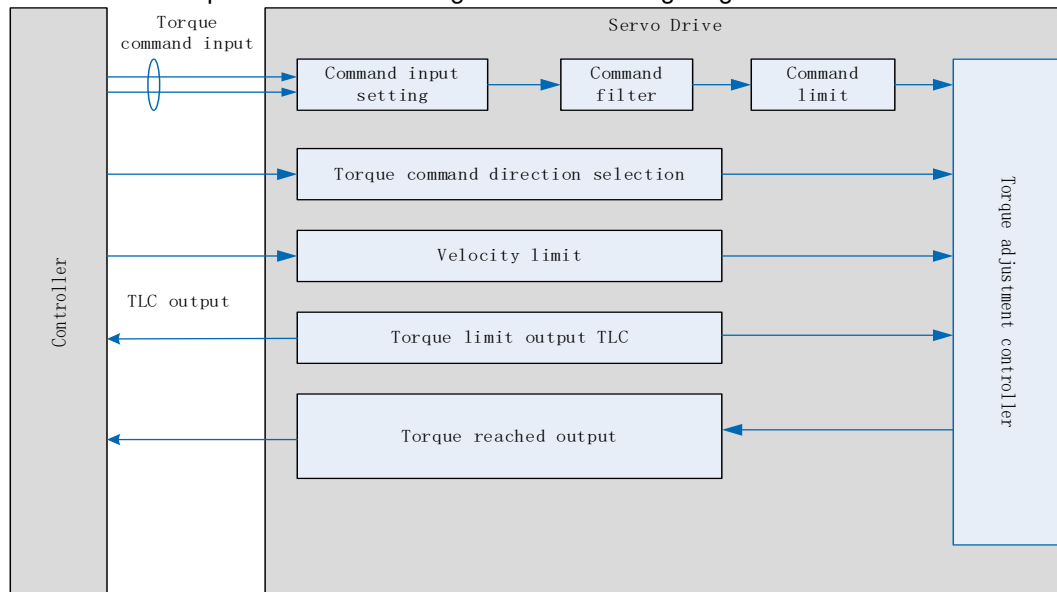 Torque
command input
Servo Drive
Command input
setting
Command
filter
Command
limit
Torque command direction selection
Velocity limit
TLC output
Torque limit output TLC
Torque reached output
Controller
Torque adjustment controller